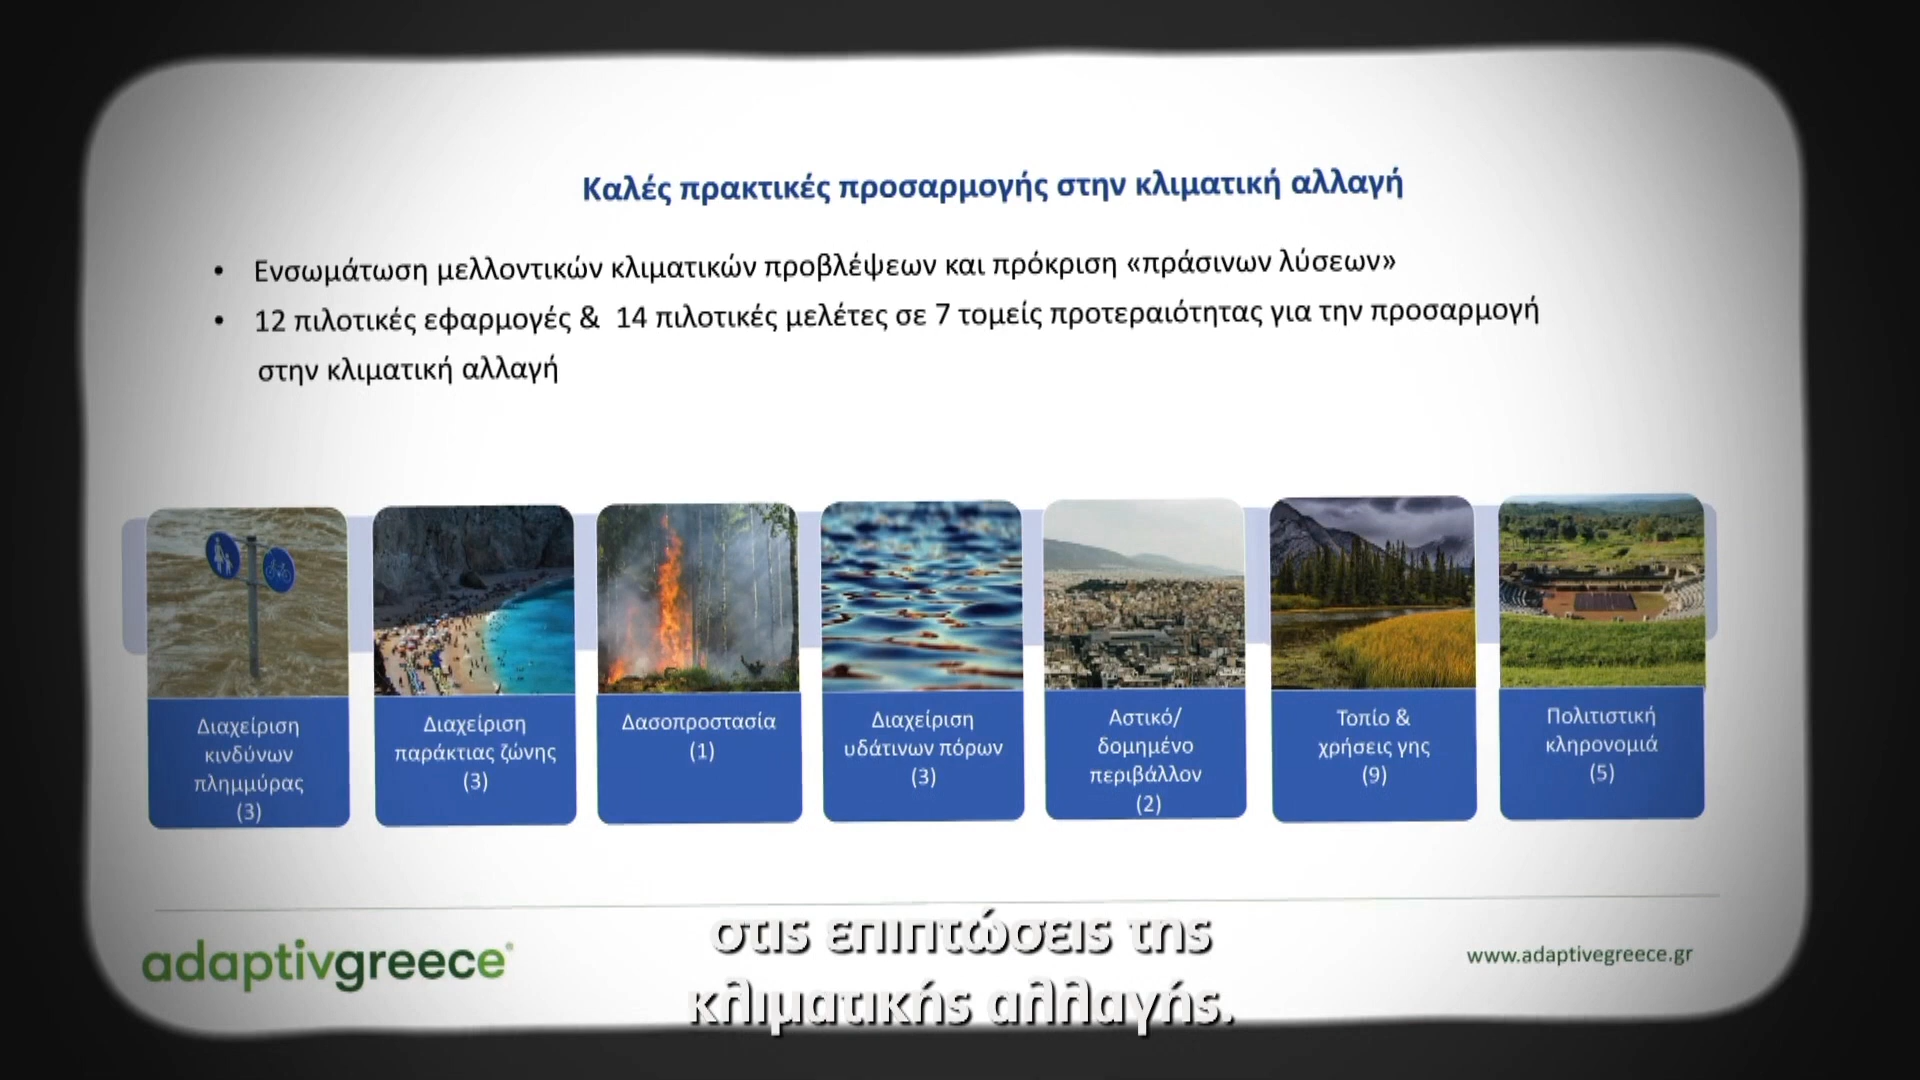 Καλές πρακτικές προσαρμογής στην κλιματική αλλαγή
• Ενσωμάτωση μελλοντικών κλιματικών προβλέψεων και πρόκριση «πράσινων λύσεων»
• 12 πιλοτικές εφαρμογές & 14 πιλοτικές μελέτες σε 7 τομείς προτεραιότητας για την προσαρμογή
στην κλιματική αλλαγή
Διαχείριση
κινδύνων
πλημμύρας
(3)
Διαχείριση
παράκτιας ζώνης
(3)
Δασοπροστασία
(1)
Διαχείριση
υδάτινων πόρων
(3)
Αστικό/
δομημένο
περιβάλλον
(2)
Τοπίο &
χρήσεις γης
(9)
Πολιτιστική
κληρονομιά
(5)
adaptivgreece
www.adaptivegreece.gr
στις επιπτώσεις της
κλιματικής αλλαγής.